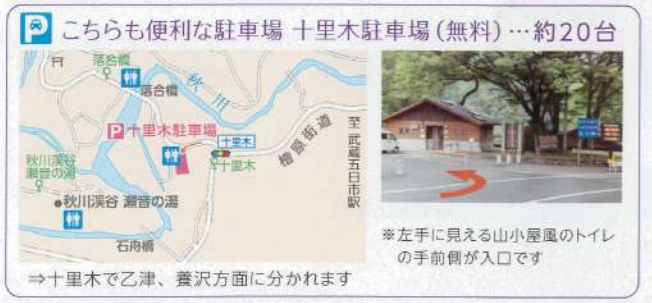 P こちらも便利な駐車場 十里木駐車場(無料)…約20台
落合橋
落合橋
秋川
P十里木駐車場
十里木
十里木
檜原街道
至 武蔵五日市駅
秋川渓谷
瀬音の湯
●秋川渓谷 瀬音の湯
石舟橋
⇒十里木で乙津、養沢方面に分かれます
※左手に見える山小屋風のトイレ
の手前側が入口です